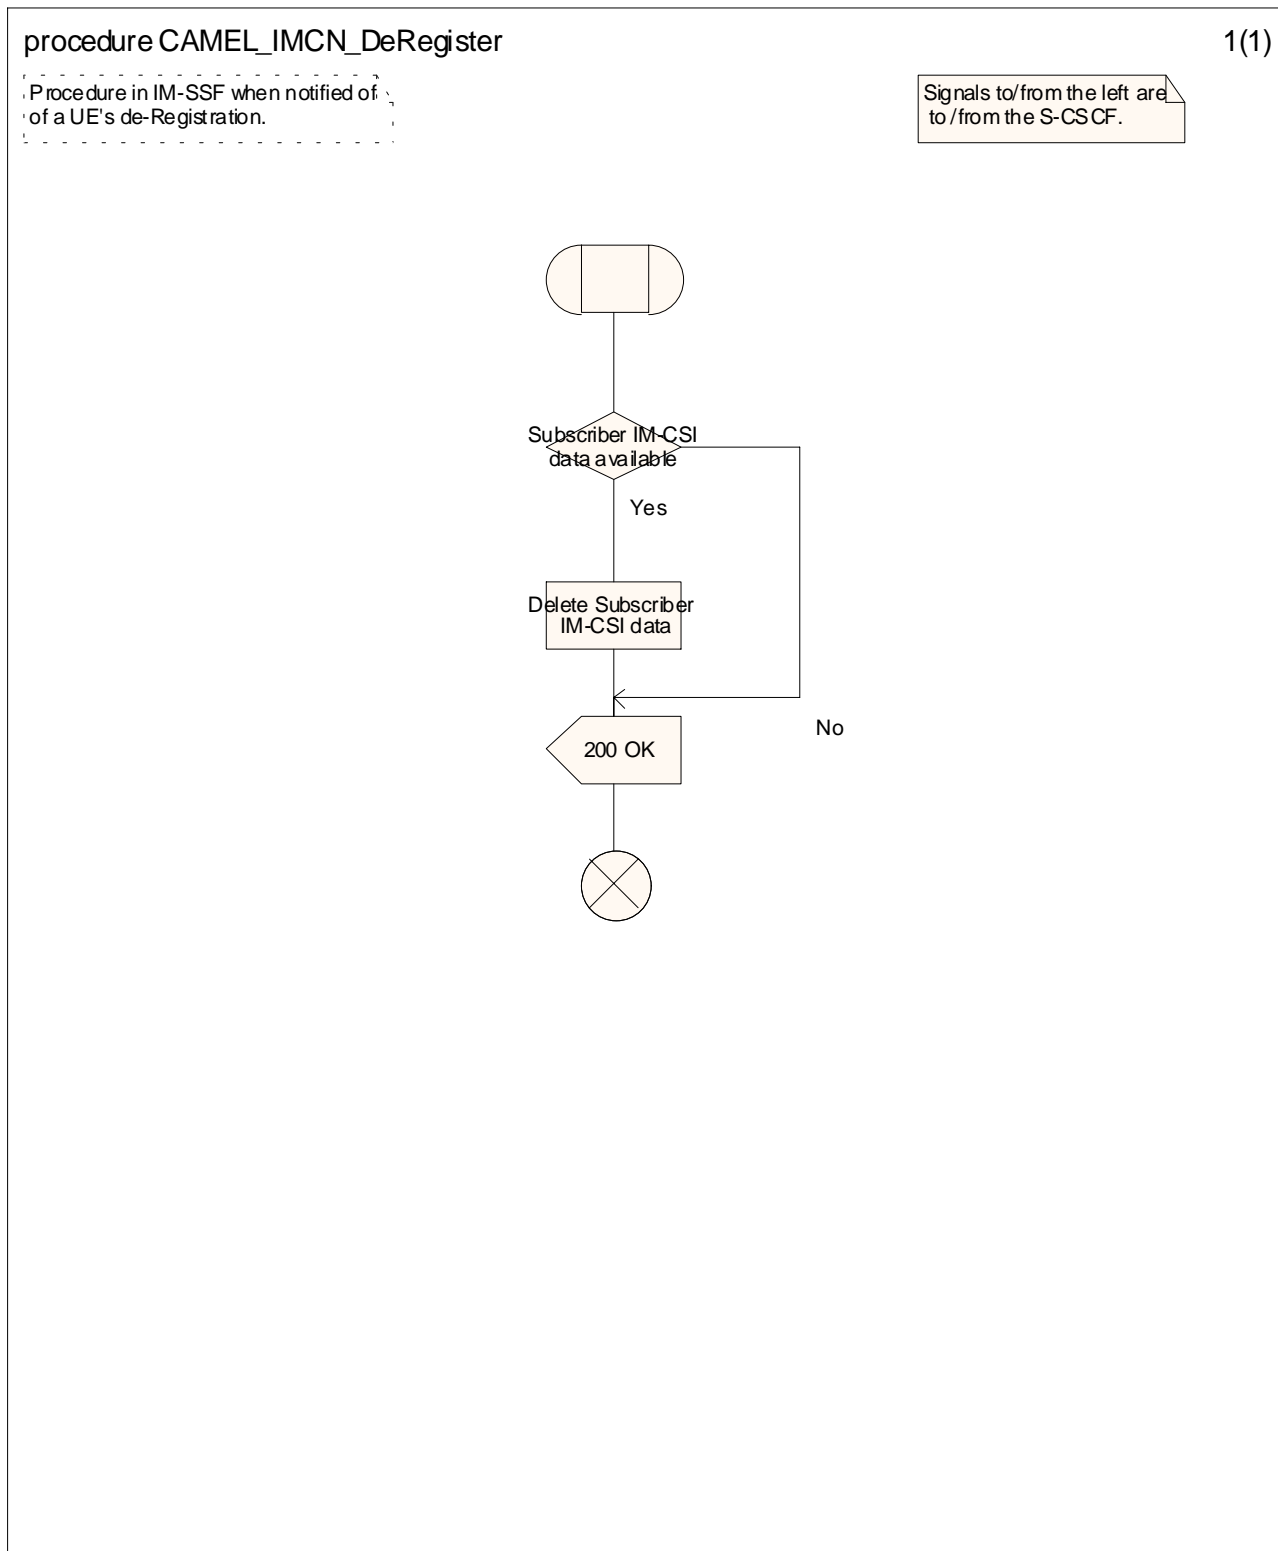 procedure CAMEL_IMCN_DeRegister
1(1)
Procedure in IM-SSF when notified of
of a UE's de-Registration.
Signals to/from the left are
to/from the S-CSCF.
Subscriber IM-CSI
data available
Yes
Delete Subscriber
IM-CSI data
No
200 OK